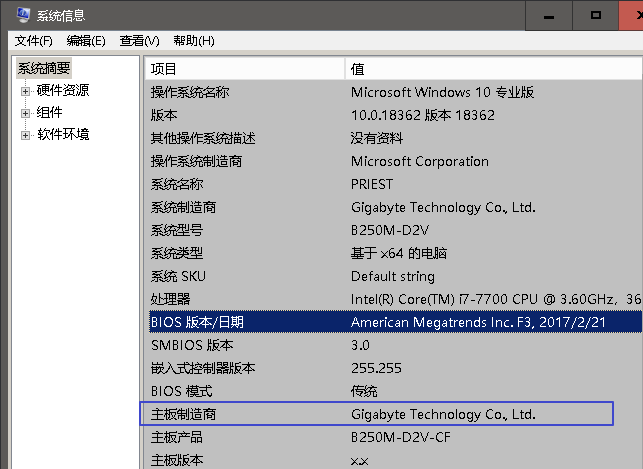 系统信息
文件(F) 编辑(E) 查看(V) 帮助(H)
系统摘要
硬件资源
组件
软件环境
项目 值
操作系统名称 Microsoft Windows 10 专业版
版本 10.0.18362 版本 18362
其他操作系统描述 没有资料
操作系统制造商 Microsoft Corporation
系统名称 PRIEST
系统制造商 Gigabyte Technology Co., Ltd.
系统型号 B250M-D2V
系统类型 基于 x64 的电脑
系统 SKU Default string
处理器 Intel(R) Core(TM) i7-7700 CPU @ 3.60GHz，36
BIOS 版本/日期 American Megatrends Inc. F3, 2017/2/21
SMBIOS 版本 3.0
嵌入式控制器版本 255.255
BIOS 模式 传统
主板制造商 Gigabyte Technology Co., Ltd.
主板产品 B250M-D2V-CF
主板版本 x.x